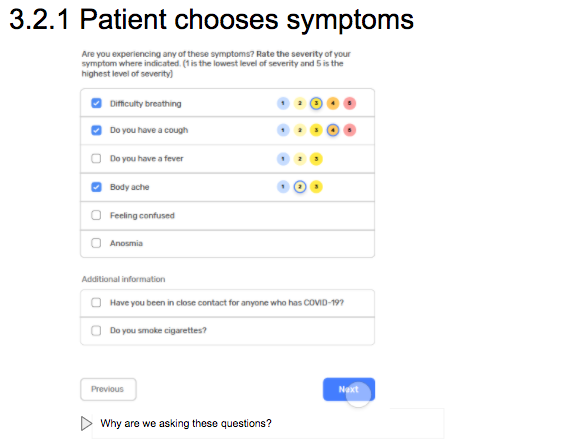 3.2.1 Patient chooses symptoms
Are you experiencing any of these symptoms? Rate the severity of your
symptom where indicated. (1 is the lowest level of severity and 5 is the
highest level of severity)
Difficulty breathing 1 2 3 4 5
Do you have a cough 1 2 3 4 5
Do you have a fever 1 2 3
Body ache 1 2 3
Feeling confused
Anosmia
Additional information
Have you been in close contact for anyone who has COVID-19?
Do you smoke cigarettes?
Previous
Next
Why are we asking these questions?